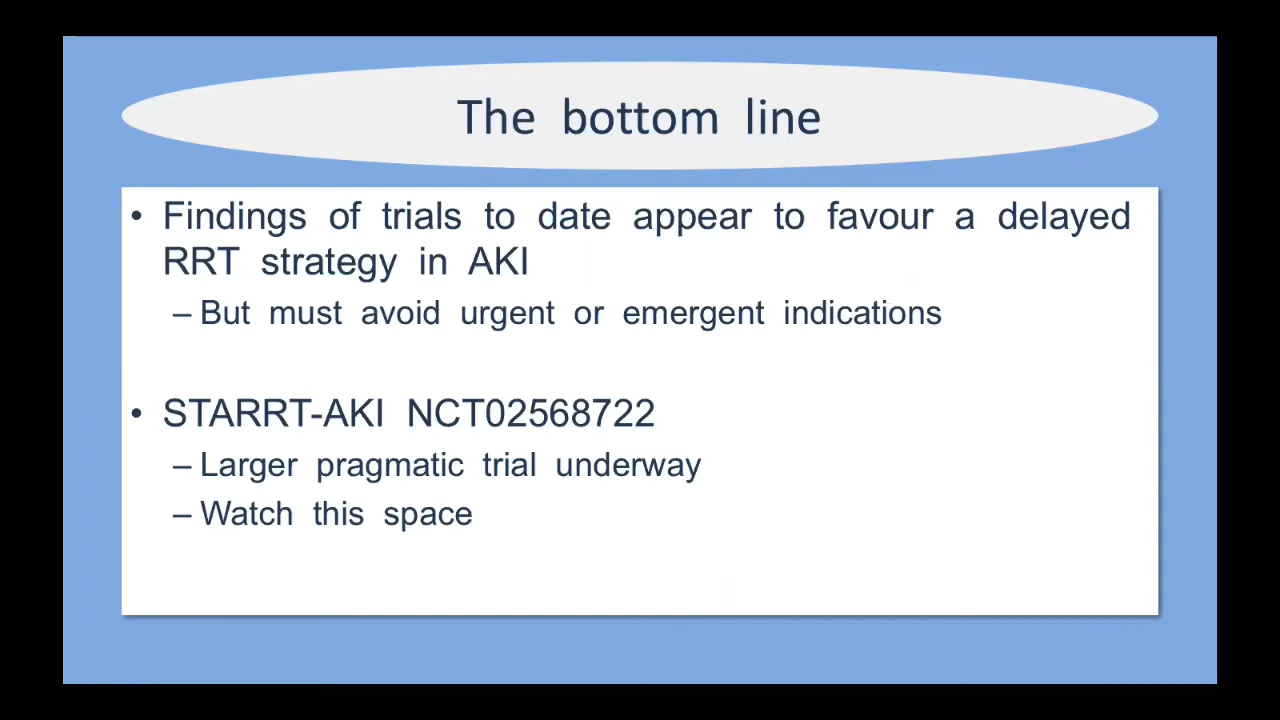 The bottom line
• Findings of trials to date appear to favour a delayed
RRT strategy in AKI
– But must avoid urgent or emergent indications
• STARRT-AKI NCT02568722
– Larger pragmatic trial underway
– Watch this space